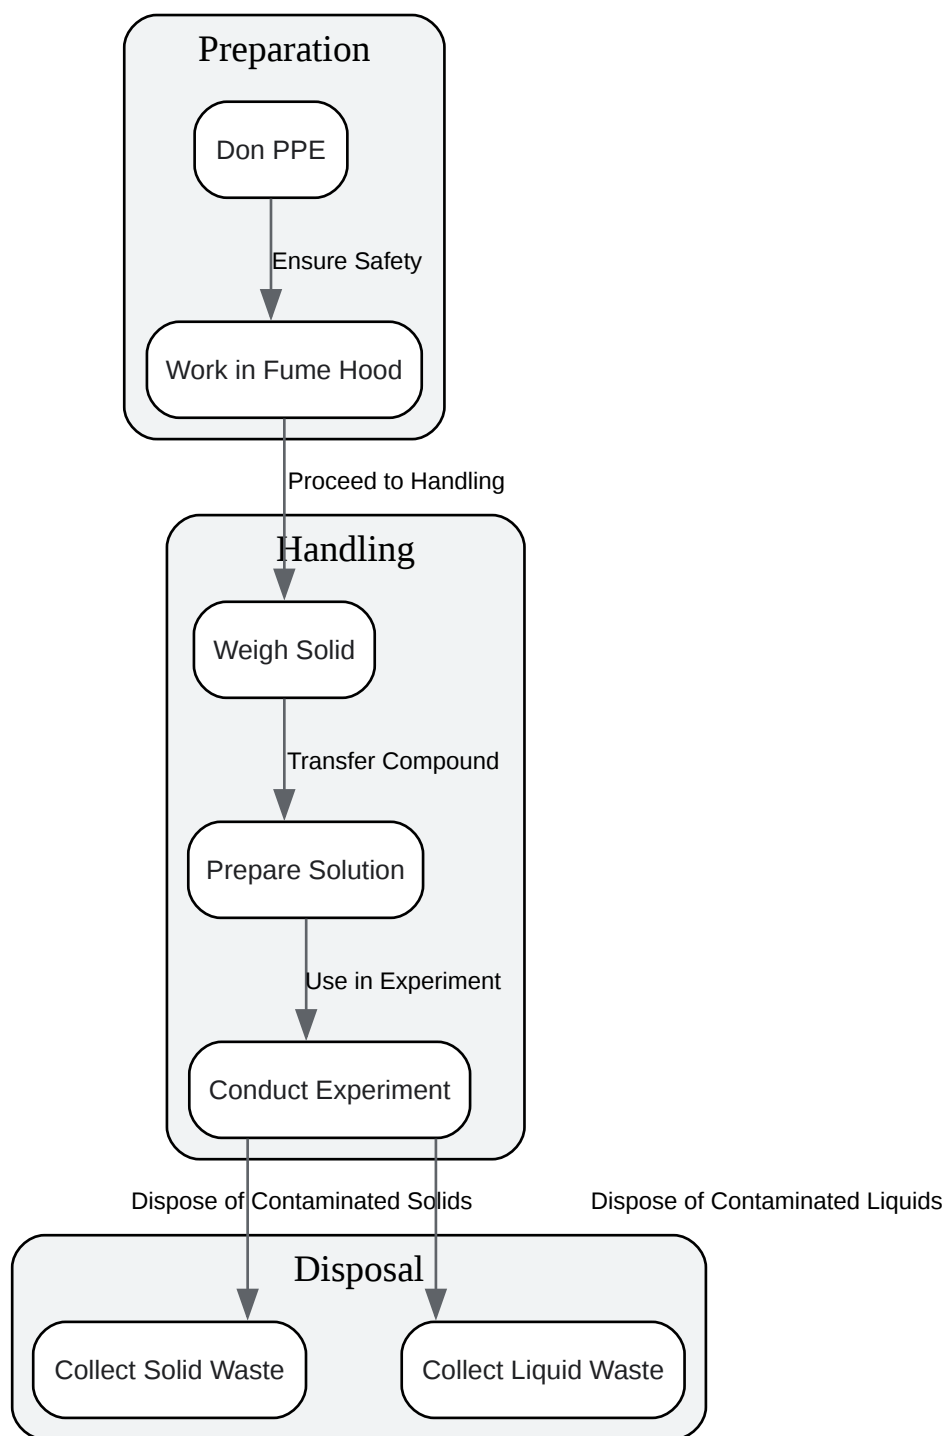 Preparation
Don PPE
Ensure Safety
Work in Fume Hood
Proceed to Handling
Handling
Weigh Solid
Transfer Compound
Prepare Solution
Use in Experiment
Conduct Experiment
Dispose of Contaminated Solids
Dispose of Contaminated Liquids
Disposal
Collect Solid Waste
Collect Liquid Waste